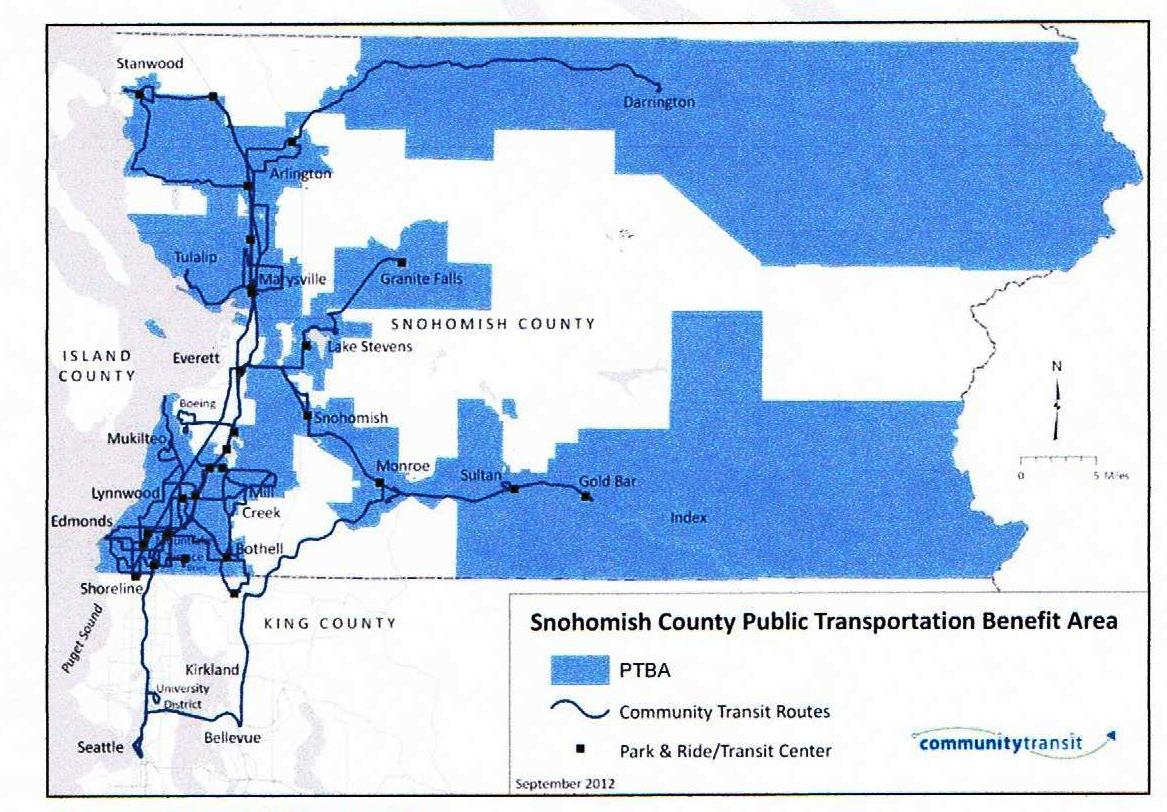 Stanwood
Darrington
Arlington
Tulalip
Marysville
Granite Falls
SNOHOMISH COUNTY
ISLAND
COUNTY
Everett
Lake Stevens
N
Boeing
Snohomish
Mukilteo
Monroe
Sultan
Gold Bar
0 5 Miles
Lynnwood
Mill
Creek
Edmonds
Index
Bothell
Shoreline
KING COUNTY
Puget Sound
Kirkland
University
District
Bellevue
Seattle
Snohomish County Public Transportation Benefit Area
PTBA
Community Transit Routes
Park & Ride/Transit Center
communitytransit
September 2012